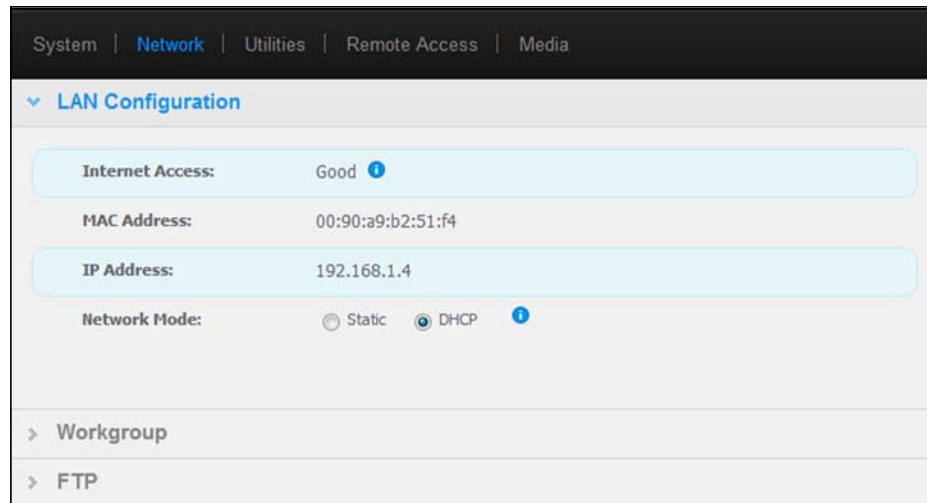 System | Network | Utilities | Remote Access | Media
LAN Configuration
Internet Access: Good
MAC Address: 00:90:a9:b2:51:f4
IP Address: 192.168.1.4
Network Mode: Static DHCP
Workgroup
FTP